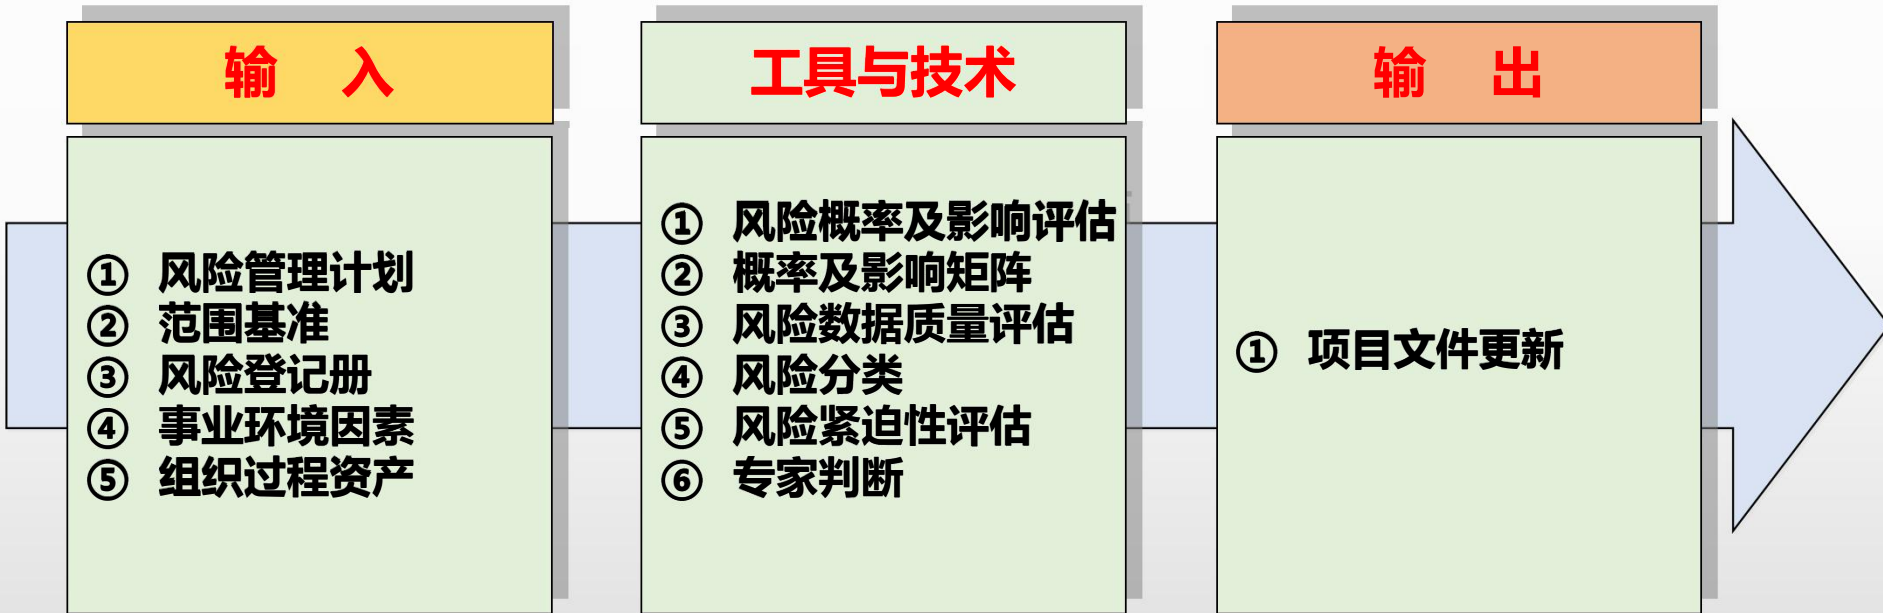 输 入
① 风险管理计划
② 范围基准
③ 风险登记册
④ 事业环境因素
⑤ 组织过程资产
工具与技术
① 风险概率及影响评估
② 概率及影响矩阵
③ 风险数据质量评估
④ 风险分类
⑤ 风险紧迫性评估
⑥ 专家判断
输 出
① 项目文件更新